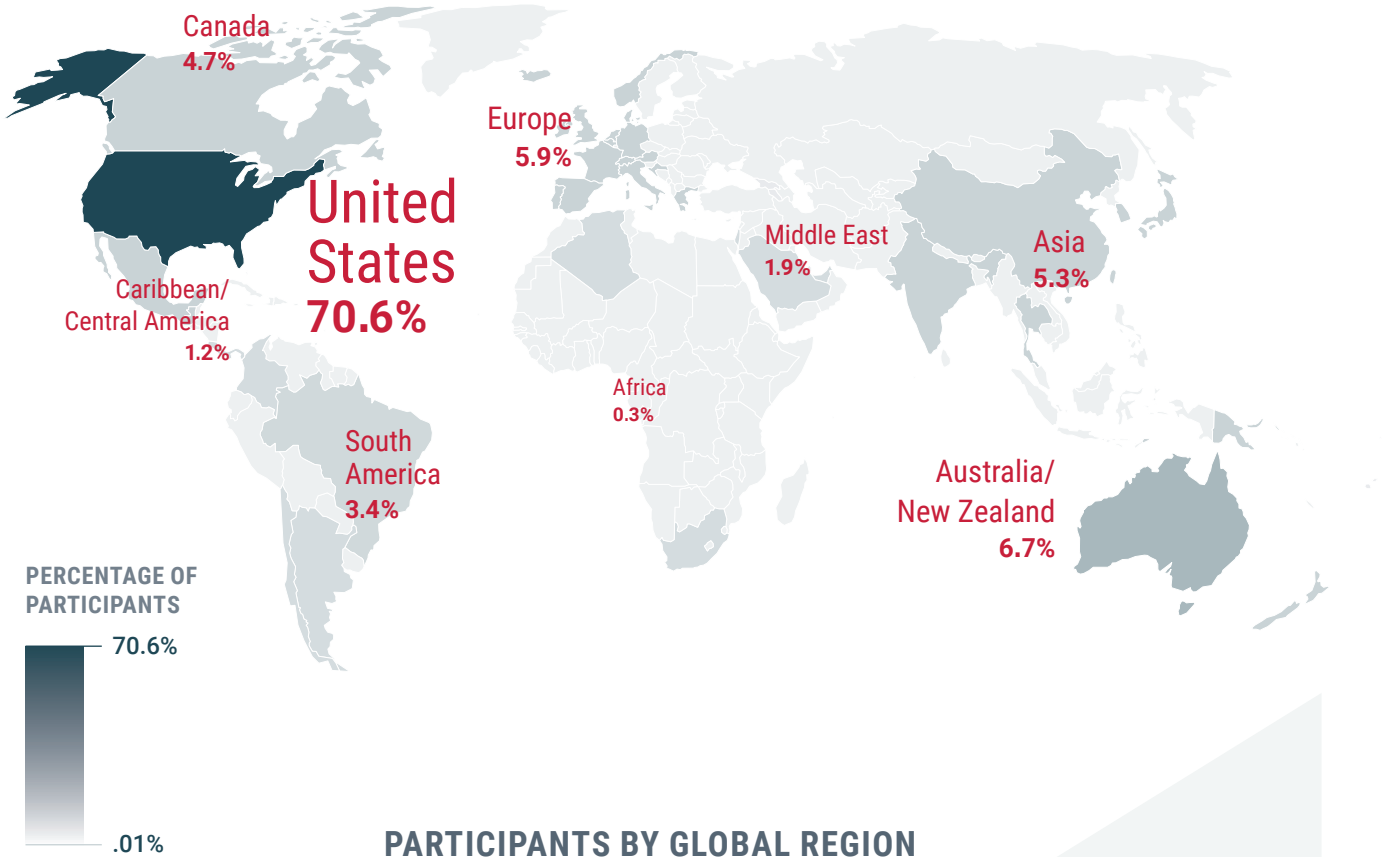 Canada
4.7%
Europe
5.9%
United
States
70.6%
Middle East
1.9%
Asia
5.3%
Caribbean/
Central America
1.2%
Africa
0.3%
South
America
3.4%
Australia/
New Zealand
6.7%
PERCENTAGE OF
PARTICIPANTS
70.6%
.01%
PARTICIPANTS BY GLOBAL REGION